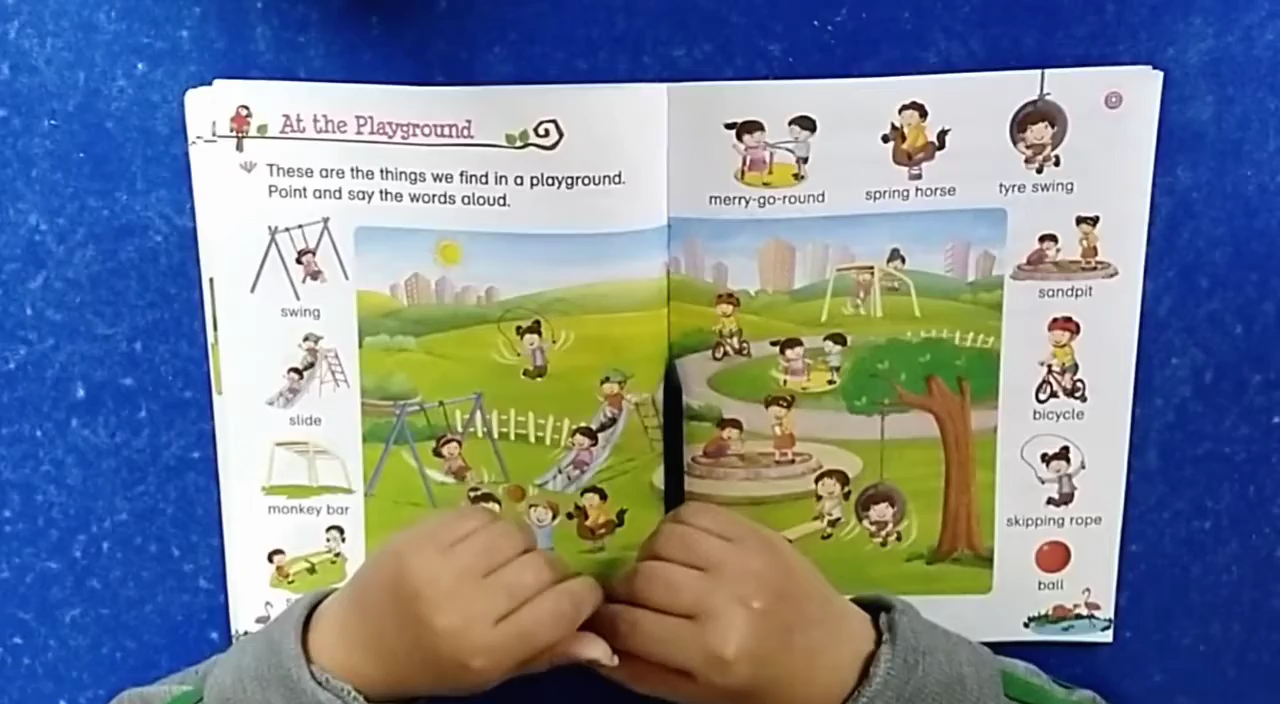 At the Playground
These are the things we find in a playground.
Point and say the words aloud.
swing
slide
monkey bar
merry-go-round
spring horse
tyre swing
sandpit
bicycle
skipping rope
ball